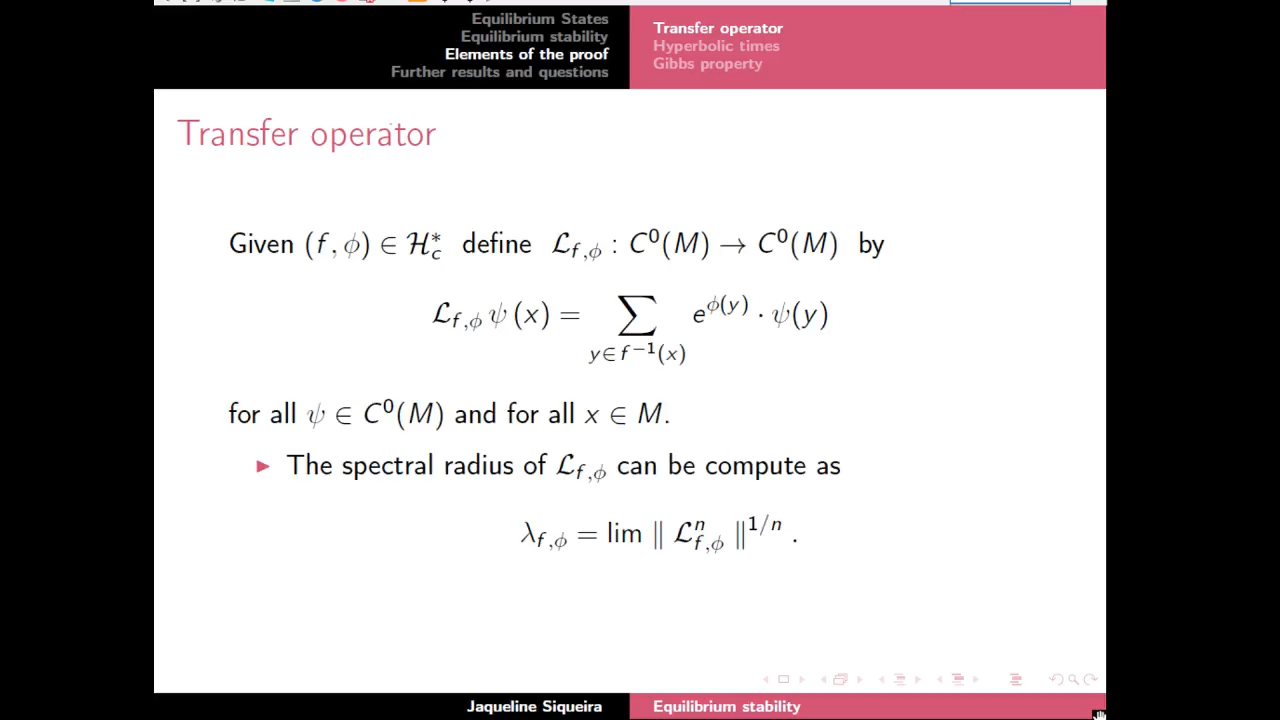 Equilibrium States
Equilibrium stability
Elements of the proof
Further results and questions
Transfer operator
Hyperbolic times
Gibbs property
Transfer operator
Given (f, ϕ) ∈ ℋ*_c define ℒ_{f,ϕ} : C⁰(M) → C⁰(M) by
ℒ_{f,ϕ} ψ (x) = ∑_{y∈f⁻¹(x)} e^{ϕ(y)} · ψ(y)
for all ψ ∈ C⁰(M) and for all x ∈ M.
► The spectral radius of ℒ_{f,ϕ} can be compute as
λ_{f,ϕ} = lim ‖ ℒⁿ_{f,ϕ} ‖^{1/n} .
Jaqueline Siqueira
Equilibrium stability